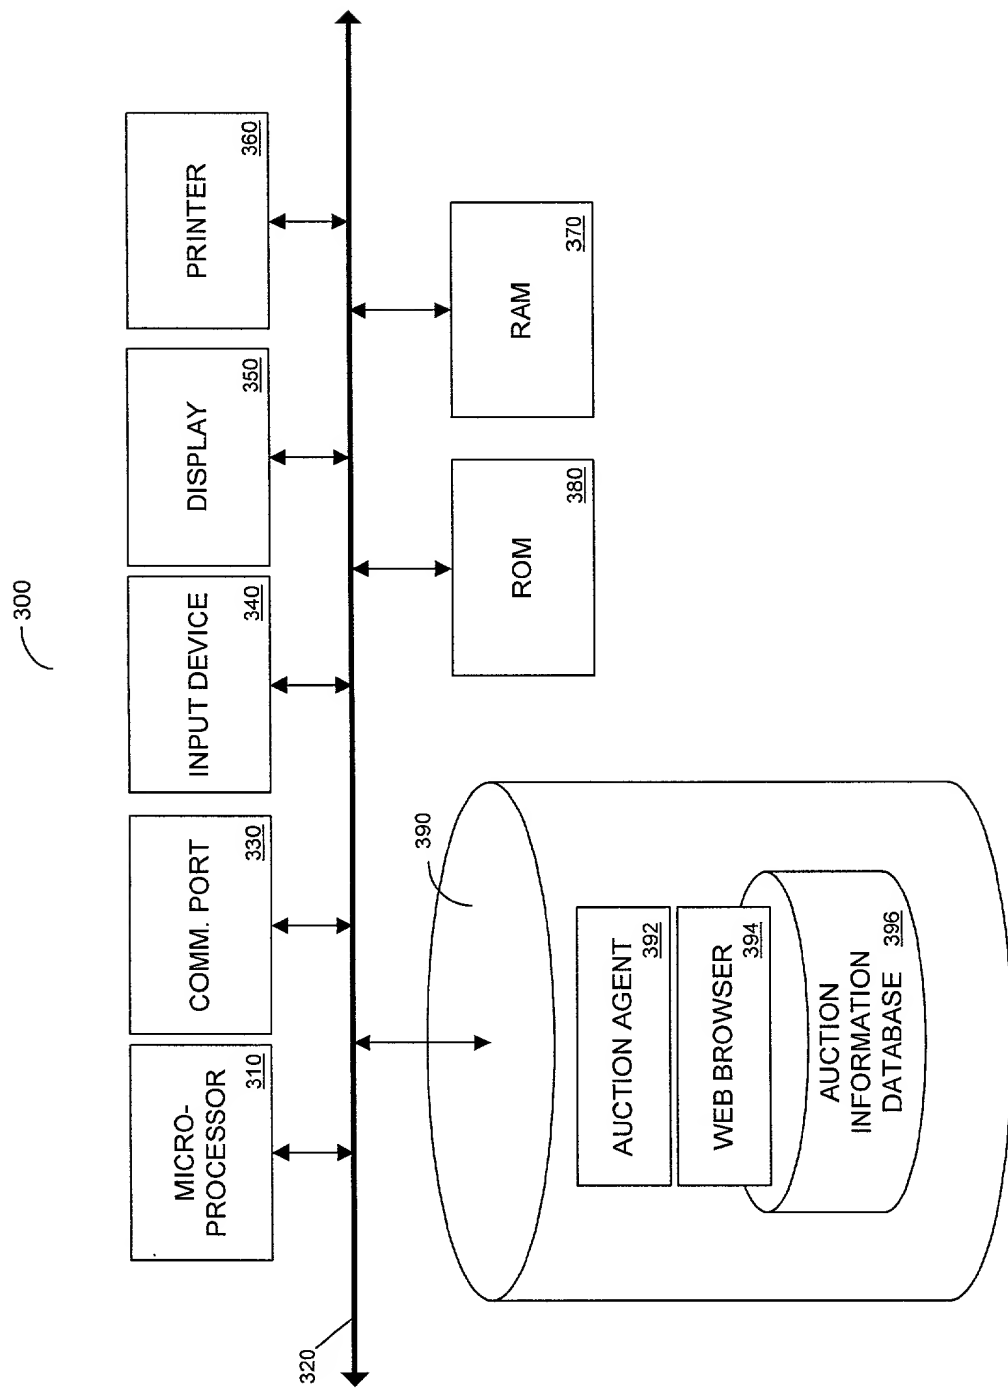 300
MICRO-
PROCESSOR
310
COMM. PORT
330
INPUT DEVICE
340
DISPLAY
350
PRINTER
360
320
390
AUCTION AGENT
392
WEB BROWSER
394
AUCTION
INFORMATION
DATABASE
396
ROM
380
RAM
370